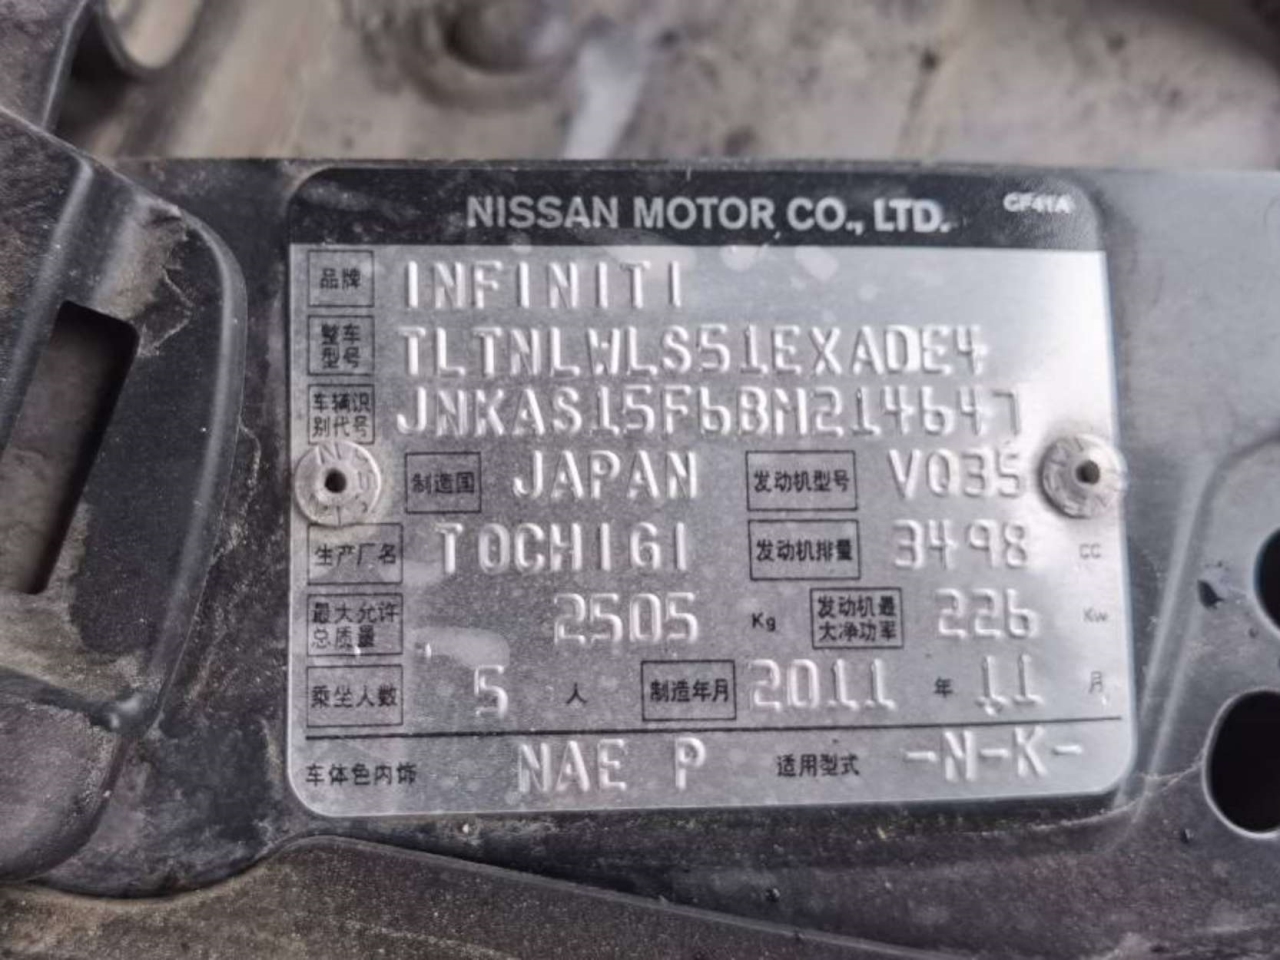 NISSAN MOTOR CO., LTD. CF41A
品牌 INFINITI
整车型号 TLTNLWLS51EXADE4
车辆识别代号 JNKAS15F6BM214647
制造国 JAPAN 发动机型号 VQ35
生产厂名 TOCHIGI 发动机排量 3498 CC
最大允许总质量 2505 Kg 发动机最大净功率 226 Kw
乘坐人数 5 人 制造年月 2011 年 11 月
车体色内饰 NAE P 适用型式 -N-K-